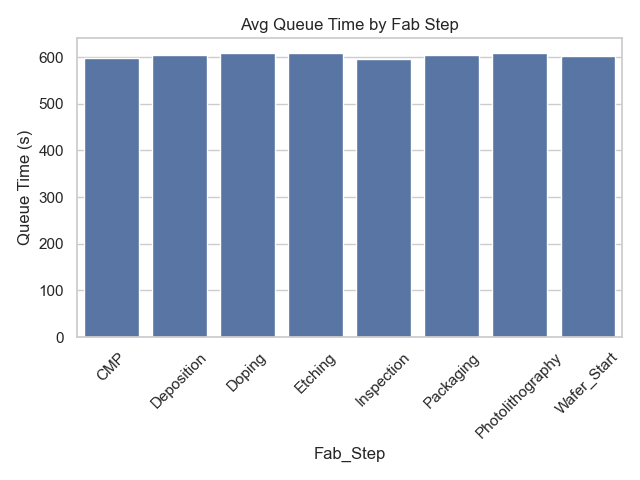 Avg Queue Time by Fab Step
Queue Time (s)
600
500
400
300
200
100
0
CMP
Deposition
Doping
Etching
Inspection
Packaging
Photolithography
Wafer_Start
Fab_Step